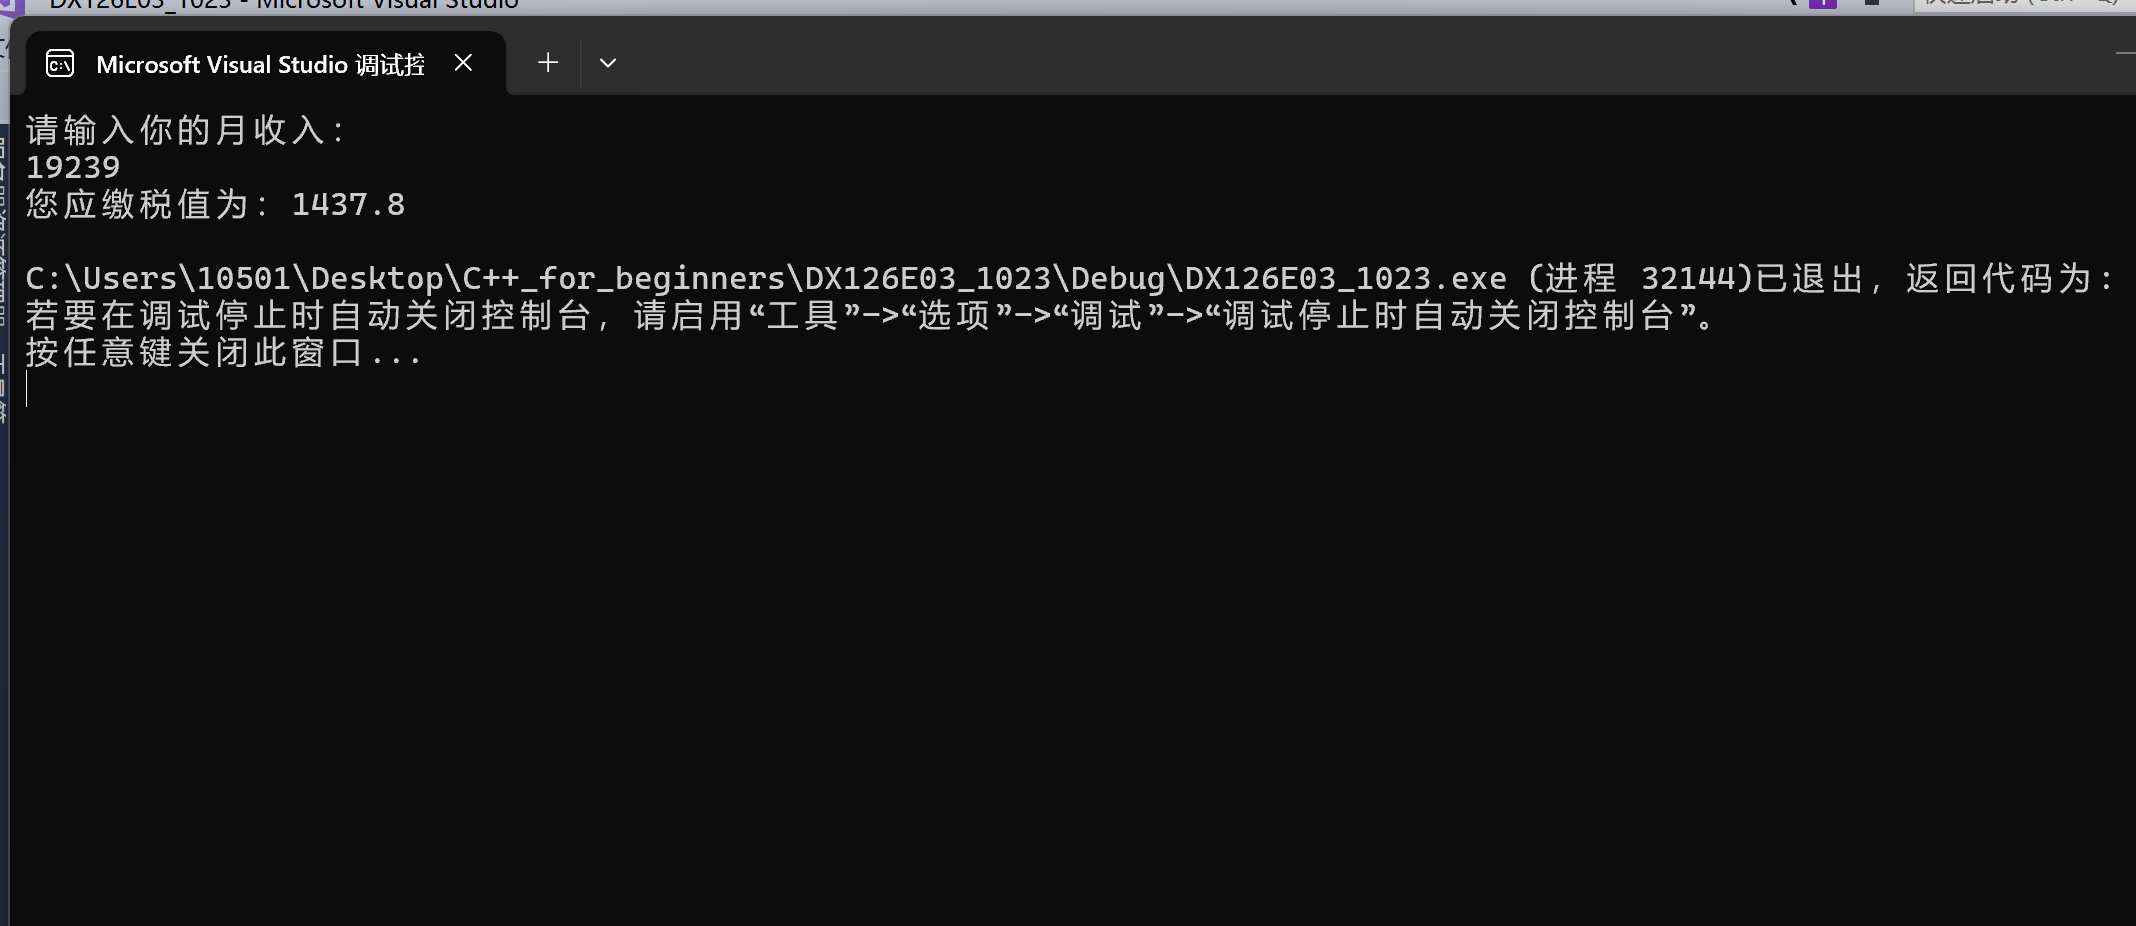 DX126E03_1023 - Microsoft Visual Studio
Microsoft Visual Studio 调试控
请输入你的月收入：
19239
您应缴税值为：1437.8
C:\Users\10501\Desktop\C++_for_beginners\DX126E03_1023\Debug\DX126E03_1023.exe (进程 32144)已退出，返回代码为：
若要在调试停止时自动关闭控制台，请启用“工具”->“选项”->“调试”->“调试停止时自动关闭控制台”。
按任意键关闭此窗口...